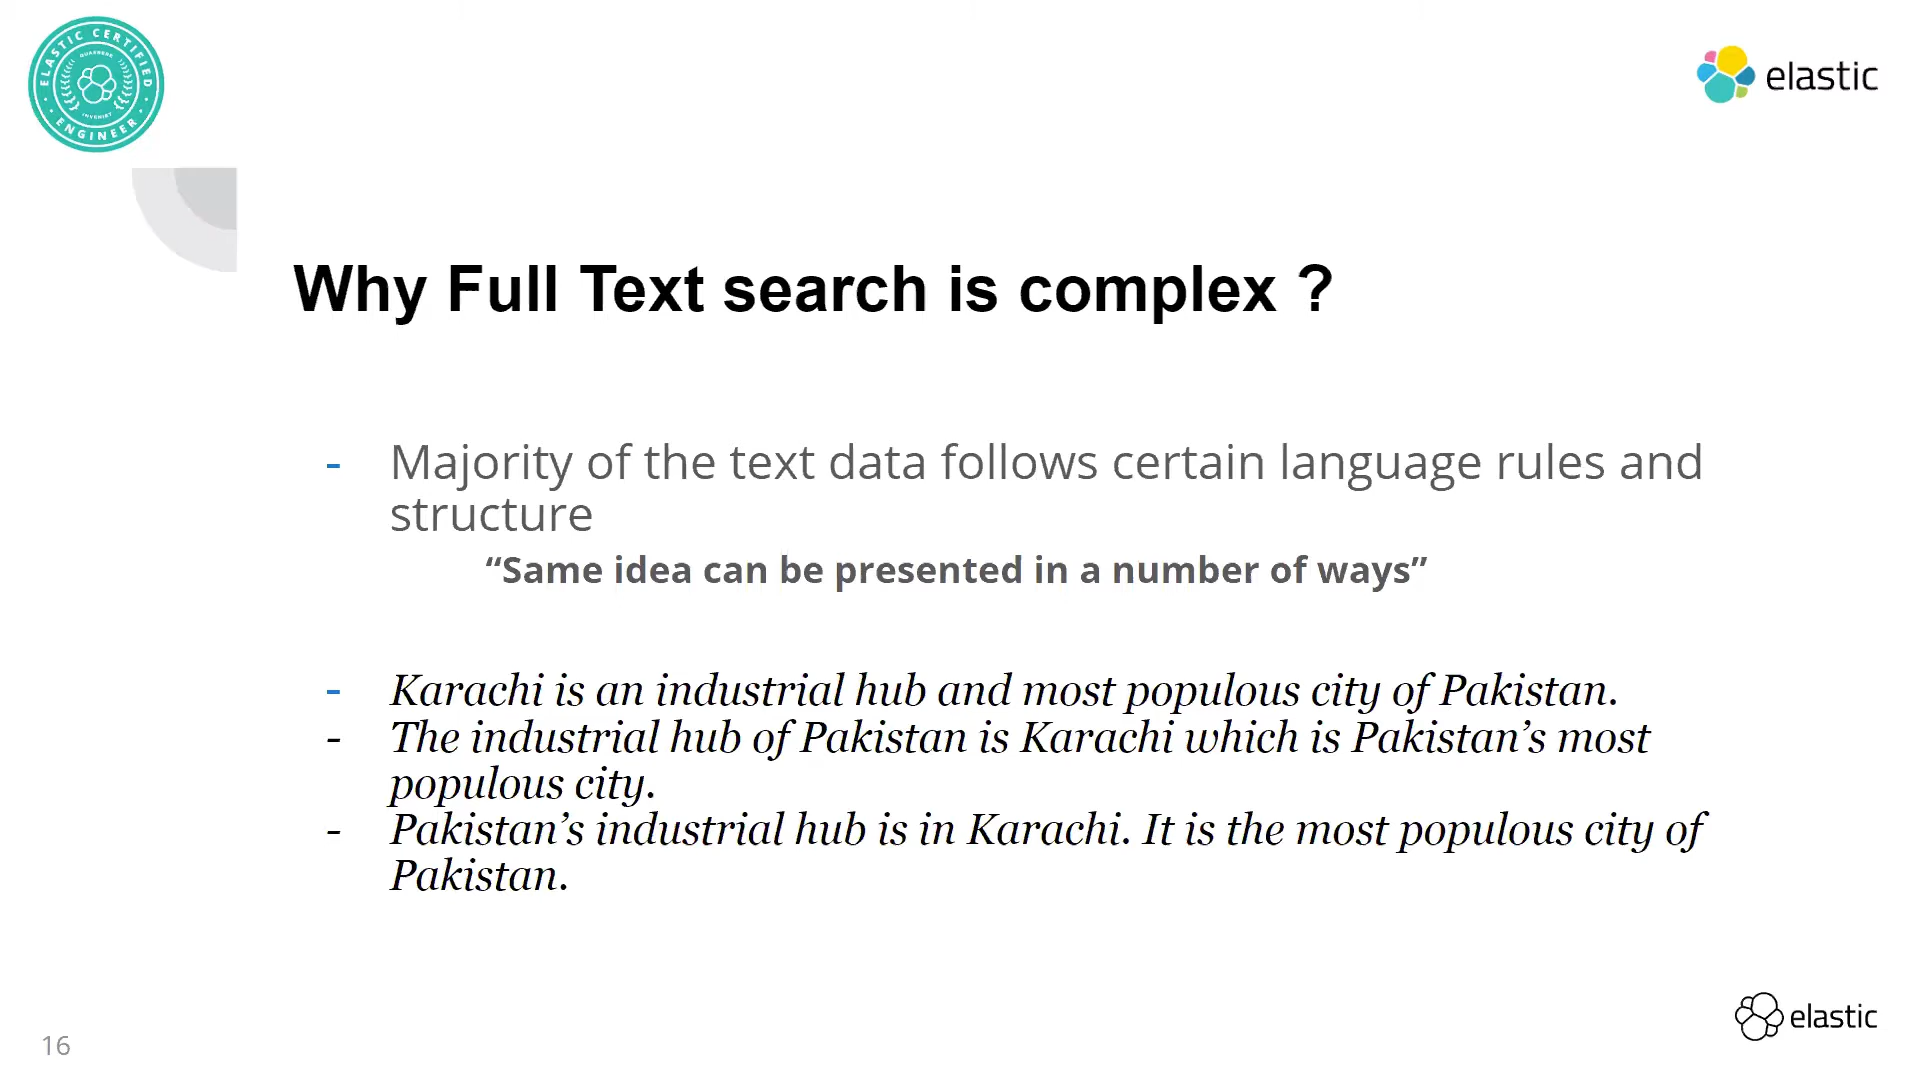 ELASTIC CERTIFIED
ENGINEER
elastic
Why Full Text search is complex ?
- Majority of the text data follows certain language rules and
structure
“Same idea can be presented in a number of ways”
- Karachi is an industrial hub and most populous city of Pakistan.
- The industrial hub of Pakistan is Karachi which is Pakistan’s most
populous city.
- Pakistan’s industrial hub is in Karachi. It is the most populous city of
Pakistan.
elastic
16